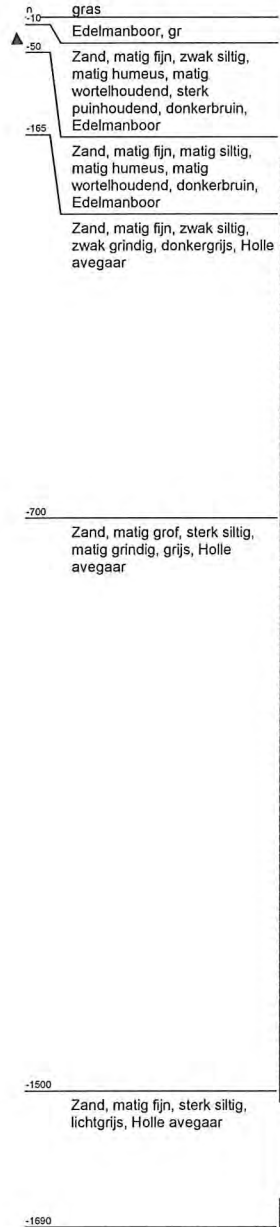 0 gras
-10
Edelmanboor, gr
-50
Zand, matig fijn, zwak siltig,
matig humeus, matig
wortelhoudend, sterk
puinhoudend, donkerbruin,
Edelmanboor
-165
Zand, matig fijn, matig siltig,
matig humeus, matig
wortelhoudend, donkerbruin,
Edelmanboor
Zand, matig fijn, zwak siltig,
zwak grindig, donkergrijs, Holle
avegaar
-700
Zand, matig grof, sterk siltig,
matig grindig, grijs, Holle
avegaar
-1500
Zand, matig fijn, sterk siltig,
lichtgrijs, Holle avegaar
-1690